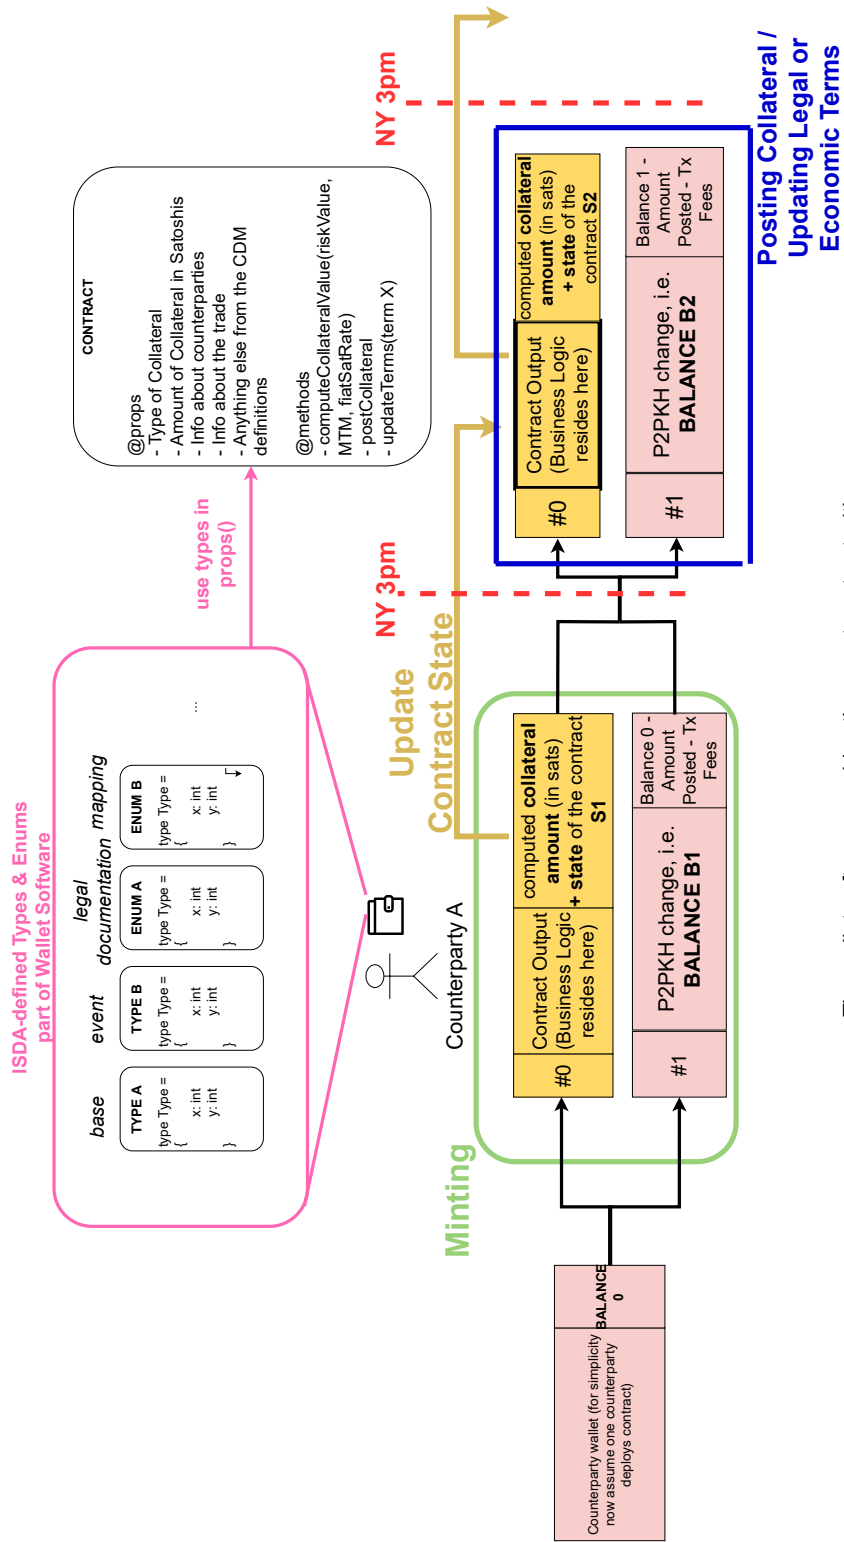 ISDA-defined Types & Enums
part of Wallet Software
base
event
legal
documentation
mapping
TYPE A
type Type =
{
x: int
y: int
}
TYPE B
type Type =
{
x: int
y: int
}
ENUM A
type Type =
{
x: int
y: int
}
ENUM B
type Type =
{
x: int
y: int
}
...
use types in
props()
CONTRACT
@props
- Type of Collateral
- Amount of Collateral in Satoshis
- Info about counterparties
- Info about the trade
- Anything else from the CDM
definitions
@methods
- computeCollateralValue(riskValue,
MTM, fiatSatRate)
- postCollateral
- updateTerms(term X)
Counterparty A
Minting
Update
Contract State
NY 3pm
NY 3pm
Counterparty wallet (for simplicity
now assume one counterparty
deploys contract)
BALANCE
0
#0
Contract Output
(Business Logic
resides here)
computed collateral
amount (in sats)
+ state of the contract
S1
#1
P2PKH change, i.e.
BALANCE B1
Balance 0 -
Amount
Posted - Tx
Fees
#0
Contract Output
(Business Logic
resides here)
computed collateral
amount (in sats)
+ state of the
contract S2
#1
P2PKH change, i.e.
BALANCE B2
Balance 1 -
Amount
Posted - Tx
Fees
Posting Collateral /
Updating Legal or
Economic Terms